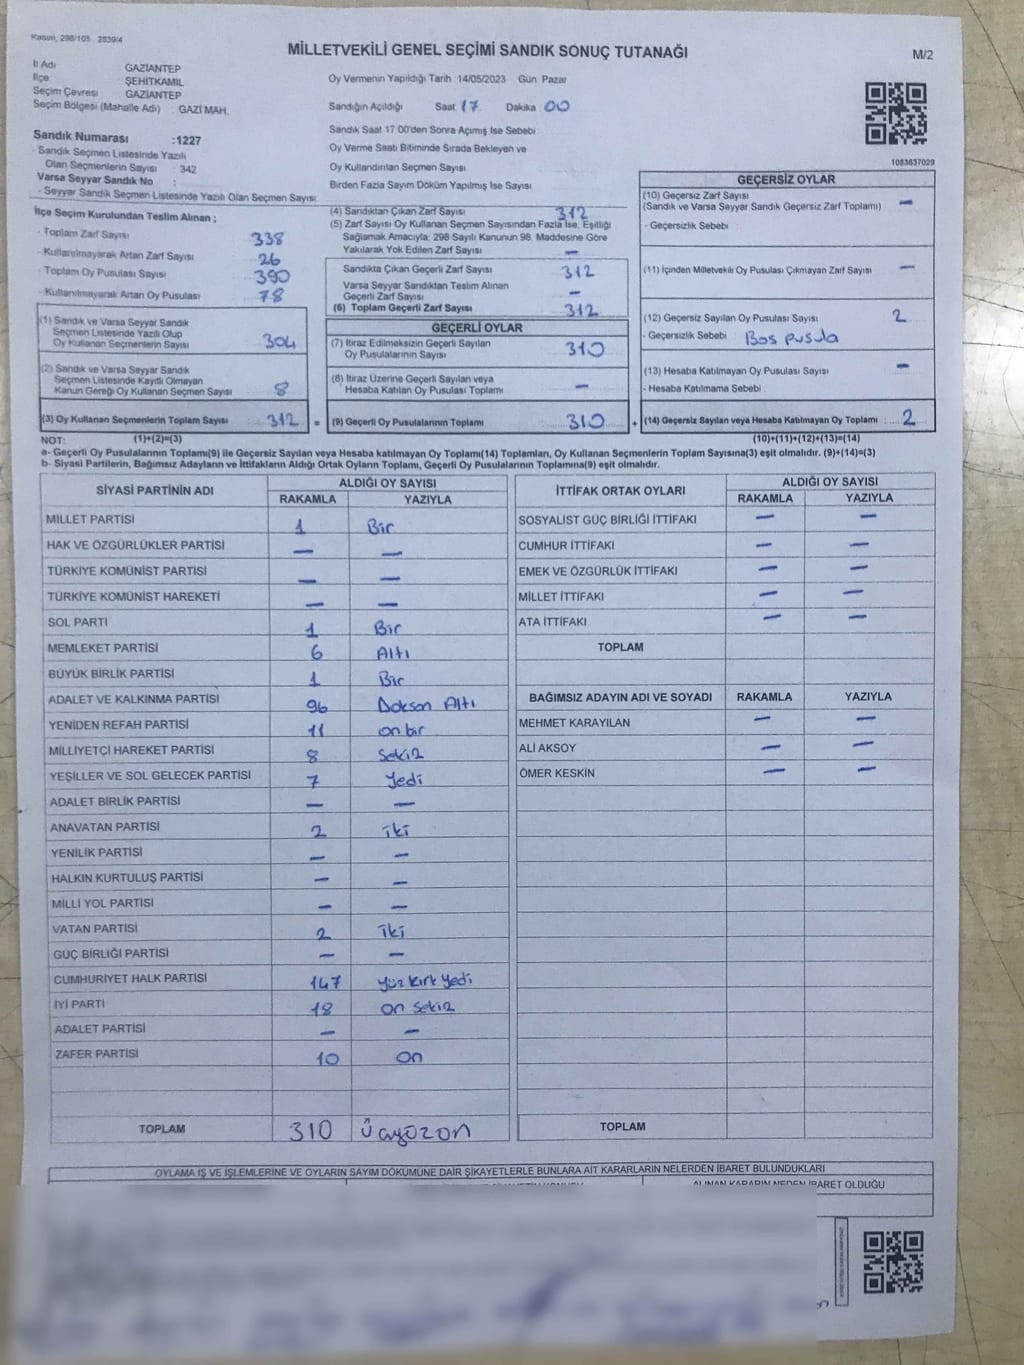 Kanun, 298/105 2839/4
MİLLETVEKİLİ GENEL SEÇİMİ SANDIK SONUÇ TUTANAĞI
M/2
İl Adı GAZİANTEP
İlçe ŞEHİTKAMİL
Seçim Çevresi GAZİANTEP
Seçim Bölgesi (Mahalle Adı) : GAZİ MAH.
Sandık Numarası :1227
- Sandık Seçmen Listesinde Yazılı
Olan Seçmenlerin Sayısı : 342
Varsa Seyyar Sandık No :
- Seyyar Sandık Seçmen Listesinde Yazılı Olan Seçmen Sayısı
Oy Vermenin Yapıldığı Tarih 14/05/2023 Gün Pazar
Sandığın Açıldığı Saat 17 Dakika 00
Sandık Saat 17 00'den Sonra Açılmış İse Sebebi
Oy Verme Saati Bitiminde Sırada Bekleyen ve
Oy Kullandırılan Seçmen Sayısı
Birden Fazla Sayım Döküm Yapılmış İse Sayısı
1083637029
İlçe Seçim Kurulundan Teslim Alınan ;
- Toplam Zarf Sayısı 338
- Kullanılmayarak Artan Zarf Sayısı 26
- Toplam Oy Pusulası Sayısı 390
- Kullanılmayarak Artan Oy Pusulası 78
(1) Sandık ve Varsa Seyyar Sandık
Seçmen Listesinde Yazılı Olup
Oy Kullanan Seçmenlerin Sayısı 304
(2) Sandık ve Varsa Seyyar Sandık
Seçmen Listesinde Kayıtlı Olmayan
Kanun Gereği Oy Kullanan Seçmen Sayısı 8
(3) Oy Kullanan Seçmenlerin Toplam Sayısı 312 =
(4) Sandıktan Çıkan Zarf Sayısı 312
(5) Zarf Sayısı Oy Kullanan Seçmen Sayısından Fazla İse, Eşitliği
Sağlamak Amacıyla; 298 Sayılı Kanunun 98. Maddesine Göre
Yakılarak Yok Edilen Zarf Sayısı —
Sandıkta Çıkan Geçerli Zarf Sayısı 312
Varsa Seyyar Sandıktan Teslim Alınan
Geçerli Zarf Sayısı —
(6) Toplam Geçerli Zarf Sayısı 312
GEÇERLİ OYLAR
(7) İtiraz Edilmeksizin Geçerli Sayılan
Oy Pusulalarının Sayısı 310
(8) İtiraz Üzerine Geçerli Sayılan veya
Hesaba Katılan Oy Pusulası Toplamı —
(9) Geçerli Oy Pusulalarının Toplamı 310 +
GEÇERSİZ OYLAR
(10) Geçersiz Zarf Sayısı
(Sandık ve Varsa Seyyar Sandık Geçersiz Zarf Toplamı) —
- Geçersizlik Sebebi
(11) İçinden Milletvekili Oy Pusulası Çıkmayan Zarf Sayısı —
(12) Geçersiz Sayılan Oy Pusulası Sayısı 2
- Geçersizlik Sebebi Boş pusula
(13) Hesaba Katılmayan Oy Pusulası Sayısı —
- Hesaba Katılmama Sebebi :
(14) Geçersiz Sayılan veya Hesaba Katılmayan Oy Toplamı 2
NOT: (1)+(2)=(3) (10)+(11)+(12)+(13)=(14)
a- Geçerli Oy Pusulalarının Toplamı(9) ile Geçersiz Sayılan veya Hesaba katılmayan Oy Toplamı(14) Toplamları, Oy Kullanan Seçmenlerin Toplam Sayısına(3) eşit olmalıdır. (9)+(14)=(3)
b- Siyasi Partilerin, Bağımsız Adayların ve İttifakların Aldığı Ortak Oyların Toplamı, Geçerli Oy Pusulalarının Toplamına(9) eşit olmalıdır.
SİYASİ PARTİNİN ADI ALDIĞI OY SAYISI
RAKAMLA YAZIYLA
MİLLET PARTİSİ 1 Bir
HAK VE ÖZGÜRLÜKLER PARTİSİ — —
TÜRKİYE KOMÜNİST PARTİSİ — —
TÜRKİYE KOMÜNİST HAREKETİ — —
SOL PARTİ 1 Bir
MEMLEKET PARTİSİ 6 Altı
BÜYÜK BİRLİK PARTİSİ 1 Bir
ADALET VE KALKINMA PARTİSİ 96 Doksan Altı
YENİDEN REFAH PARTİSİ 11 on bir
MİLLİYETÇİ HAREKET PARTİSİ 8 Sekiz
YEŞİLLER VE SOL GELECEK PARTİSİ 7 Yedi
ADALET BİRLİK PARTİSİ — —
ANAVATAN PARTİSİ 2 iki
YENİLİK PARTİSİ — —
HALKIN KURTULUŞ PARTİSİ — —
MİLLİ YOL PARTİSİ — —
VATAN PARTİSİ 2 iki
GÜÇ BİRLİĞİ PARTİSİ — —
CUMHURİYET HALK PARTİSİ 147 Yüz kırk yedi
İYİ PARTİ 18 on sekiz
ADALET PARTİSİ — —
ZAFER PARTİSİ 10 on
TOPLAM 310 Üçyüzon
İTTİFAK ORTAK OYLARI ALDIĞI OY SAYISI
RAKAMLA YAZIYLA
SOSYALİST GÜÇ BİRLİĞİ İTTİFAKI — —
CUMHUR İTTİFAKI — —
EMEK VE ÖZGÜRLÜK İTTİFAKI — —
MİLLET İTTİFAKI — —
ATA İTTİFAKI — —
TOPLAM
BAĞIMSIZ ADAYIN ADI VE SOYADI RAKAMLA YAZIYLA
MEHMET KARAYILAN — —
ALİ AKSOY — —
ÖMER KESKİN — —
TOPLAM
OYLAMA İŞ VE İŞLEMLERİNE VE OYLARIN SAYIM DÖKÜMÜNE DAİR ŞİKAYETLERLE BUNLARA AİT KARARLARIN NELERDEN İBARET BULUNDUKLARI
ALINAN KARARIN NEDEN İBARET OLDUĞU